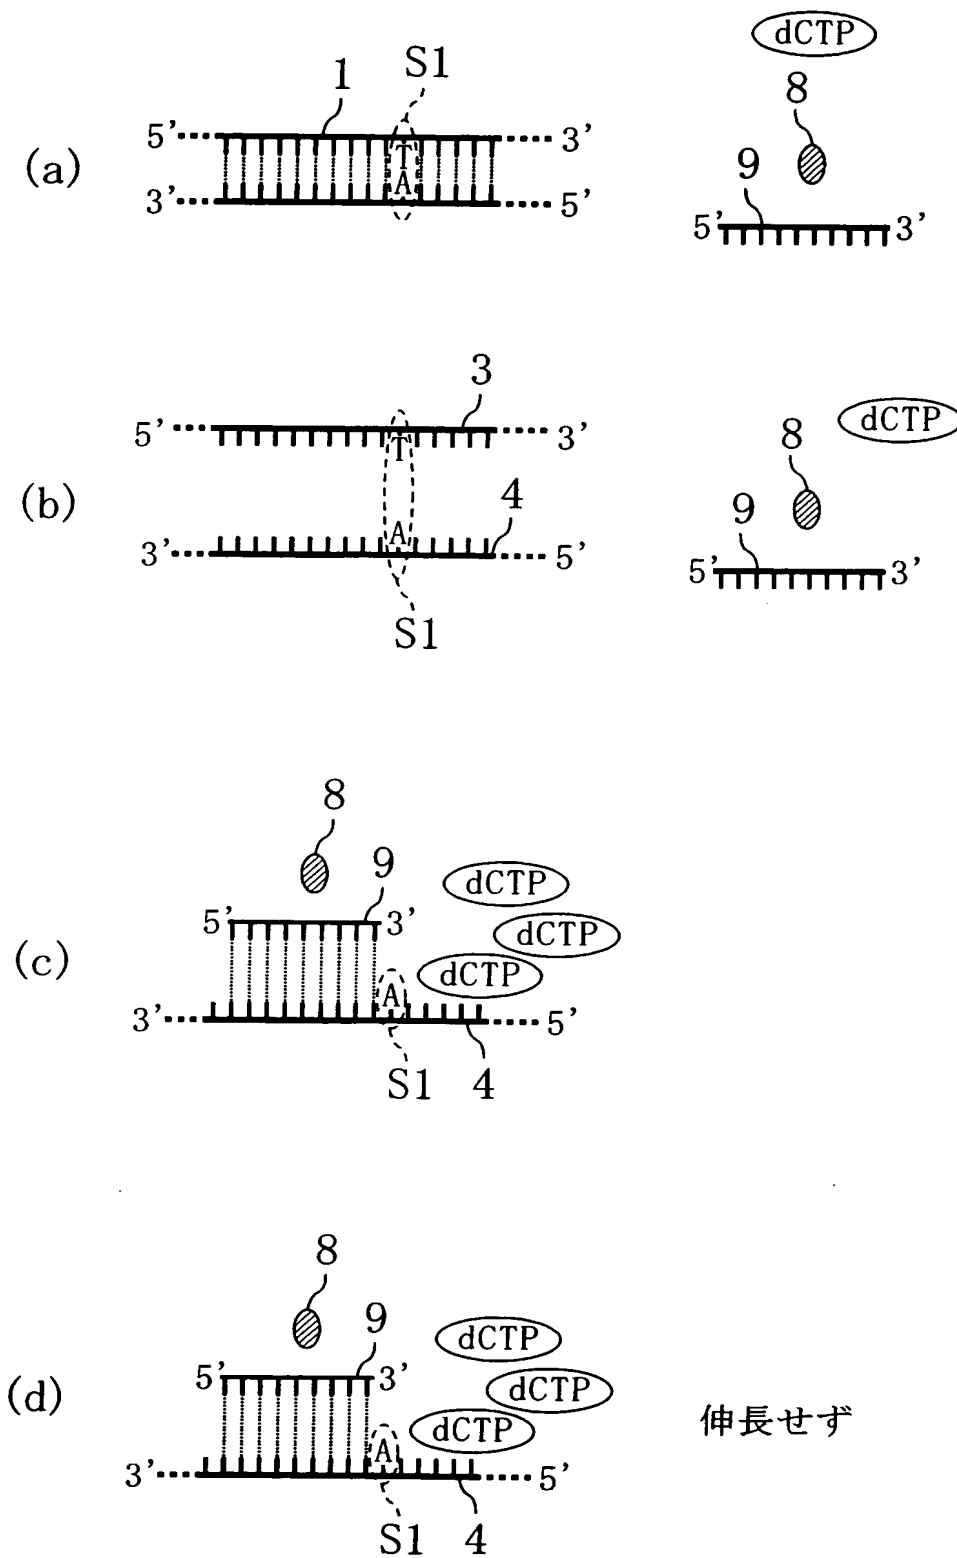 dCTP
S1
1
8
5' 3'
(a)
T
9
A
3' 5'
5' 3'
3
dCTP
8
5' 3'
T
(b)
4
9
A
3' 5'
5' 3'
S1
8
9
dCTP
5' 3'
dCTP
(c)
dCTP
A
3' 5'
S1 4
8
9
dCTP
5' 3'
dCTP
(d)
伸長せず
dCTP
A
3' 5'
S1 4